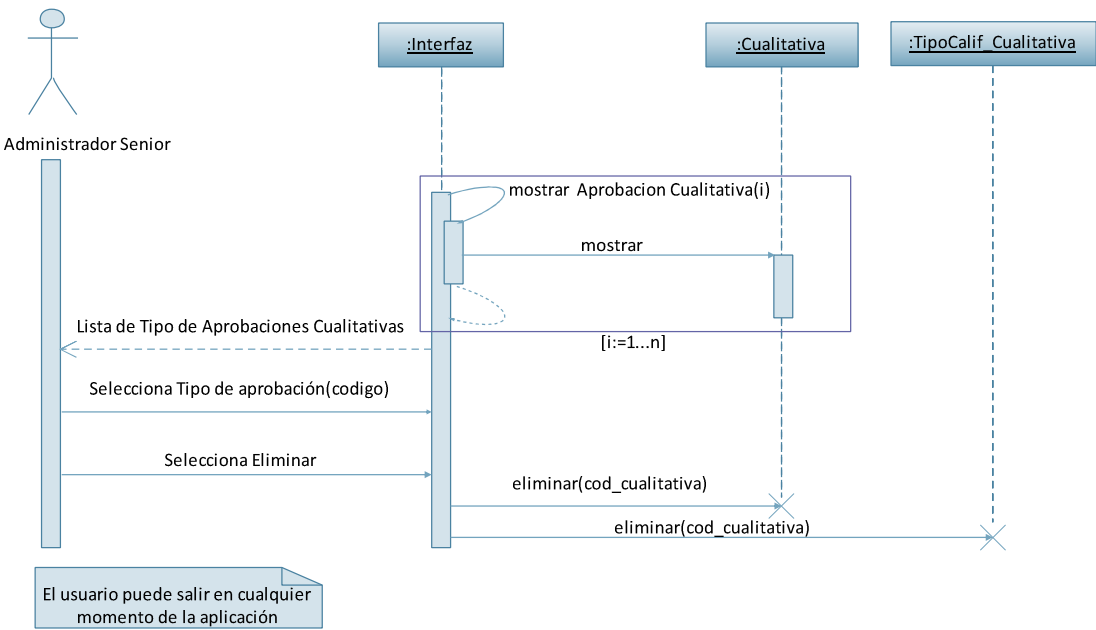 :Interfaz
:Cualitativa
:TipoCalif_Cualitativa
Administrador Senior
mostrar Aprobacion Cualitativa(i)
mostrar
Lista de Tipo de Aprobaciones Cualitativas
[i:=1...n]
Selecciona Tipo de aprobación(codigo)
Selecciona Eliminar
eliminar(cod_cualitativa)
eliminar(cod_cualitativa)
El usuario puede salir en cualquier
momento de la aplicación